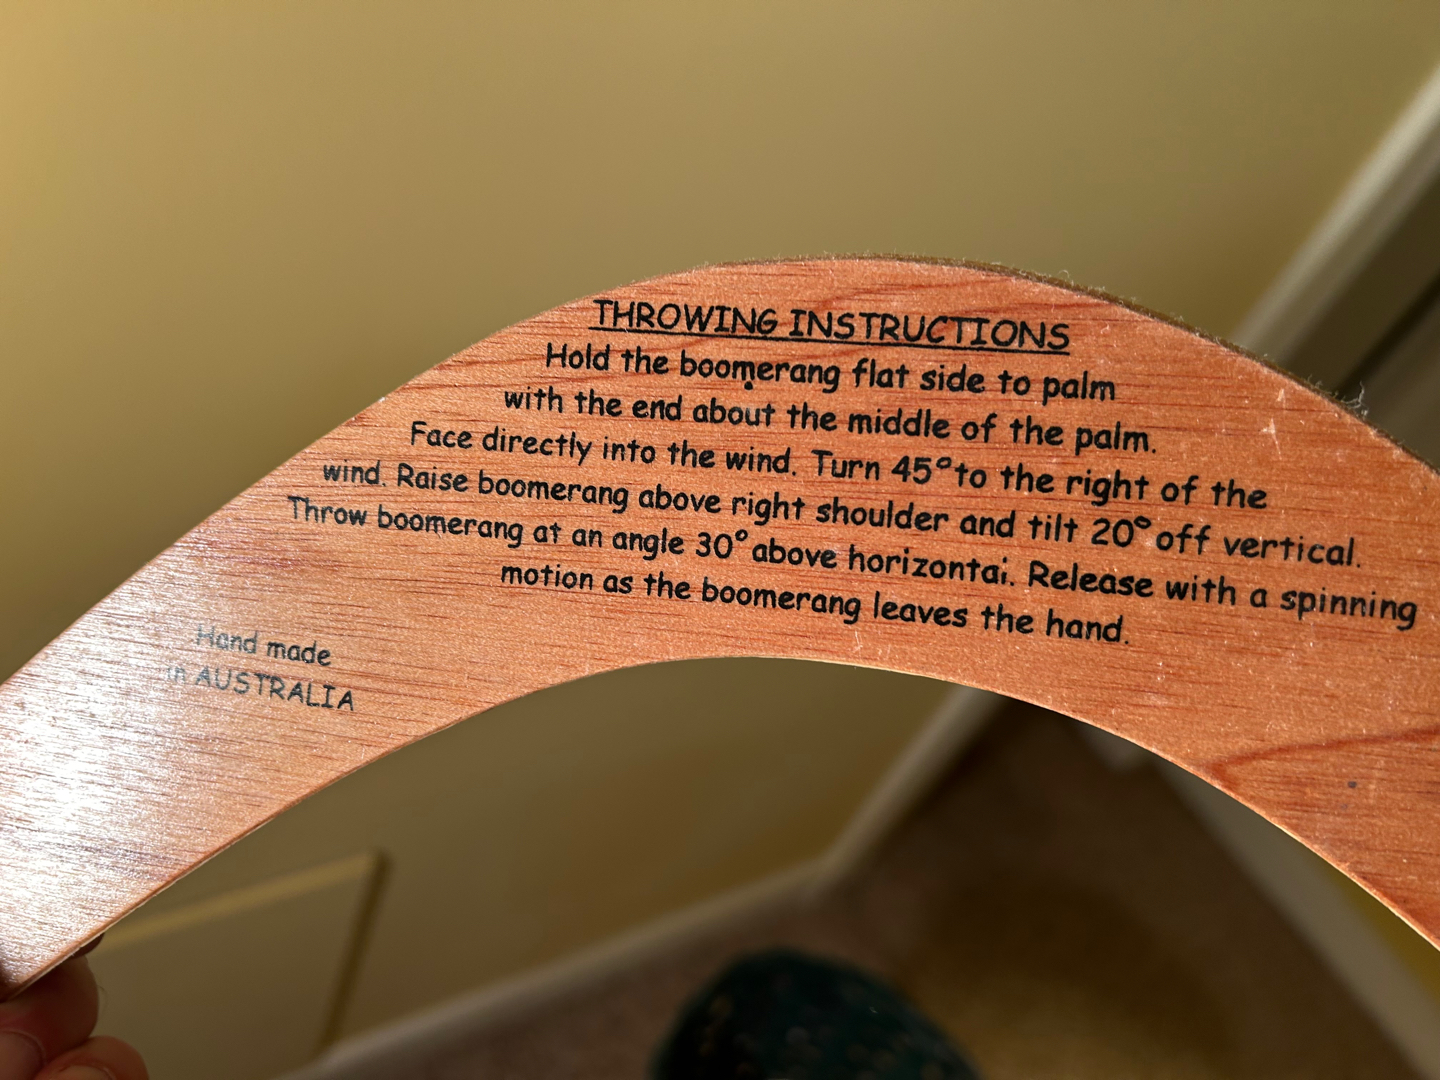 THROWING INSTRUCTIONS
Hold the boomerang flat side to palm
with the end about the middle of the palm.
Face directly into the wind. Turn 45° to the right of the
wind. Raise boomerang above right shoulder and tilt 20° off vertical.
Throw boomerang at an angle 30° above horizontal. Release with a spinning
motion as the boomerang leaves the hand.
Hand made
in AUSTRALIA